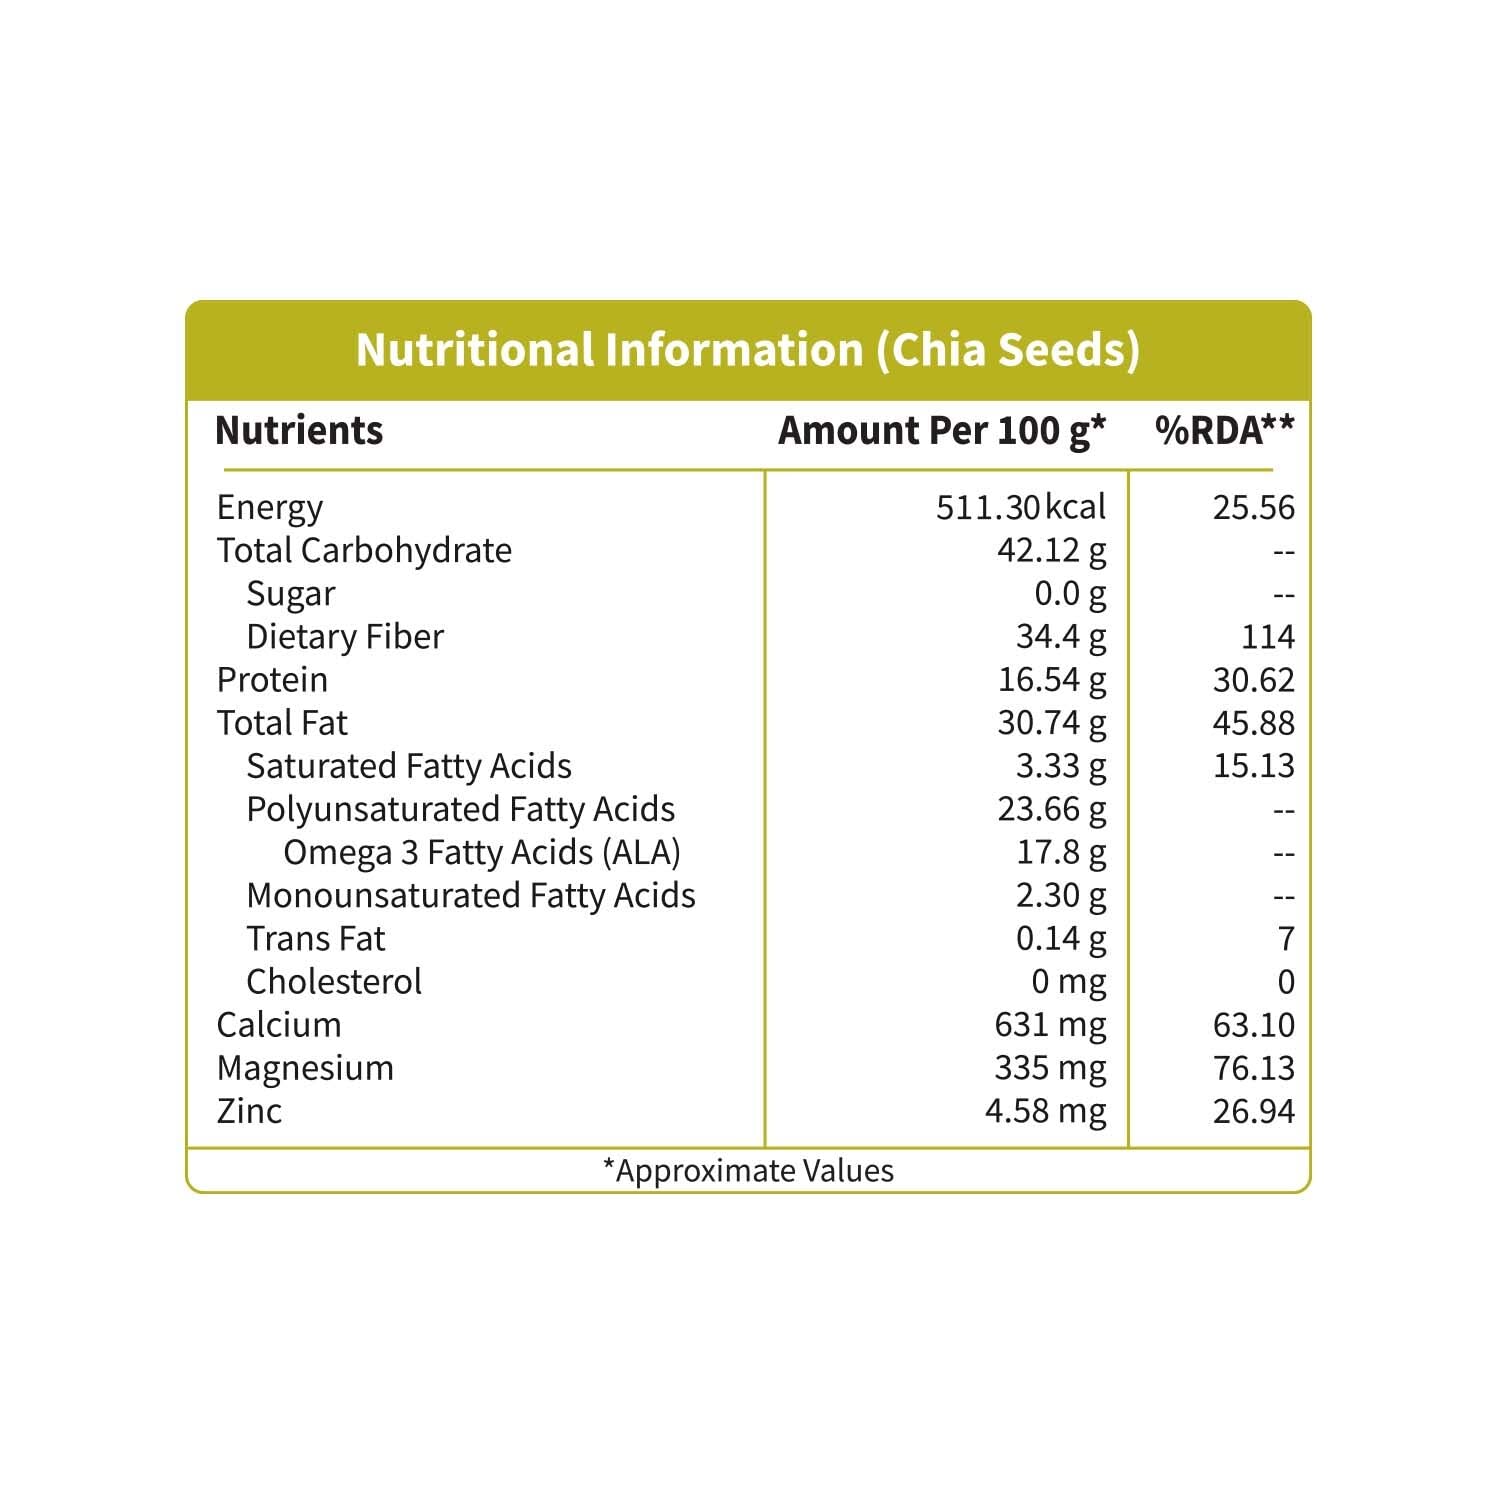 Nutritional Information (Chia Seeds)
Nutrients Amount Per 100 g* %RDA**
Energy 511.30 kcal 25.56
Total Carbohydrate 42.12 g --
Sugar 0.0 g --
Dietary Fiber 34.4 g 114
Protein 16.54 g 30.62
Total Fat 30.74 g 45.88
Saturated Fatty Acids 3.33 g 15.13
Polyunsaturated Fatty Acids 23.66 g --
Omega 3 Fatty Acids (ALA) 17.8 g --
Monounsaturated Fatty Acids 2.30 g --
Trans Fat 0.14 g 7
Cholesterol 0 mg 0
Calcium 631 mg 63.10
Magnesium 335 mg 76.13
Zinc 4.58 mg 26.94
*Approximate Values